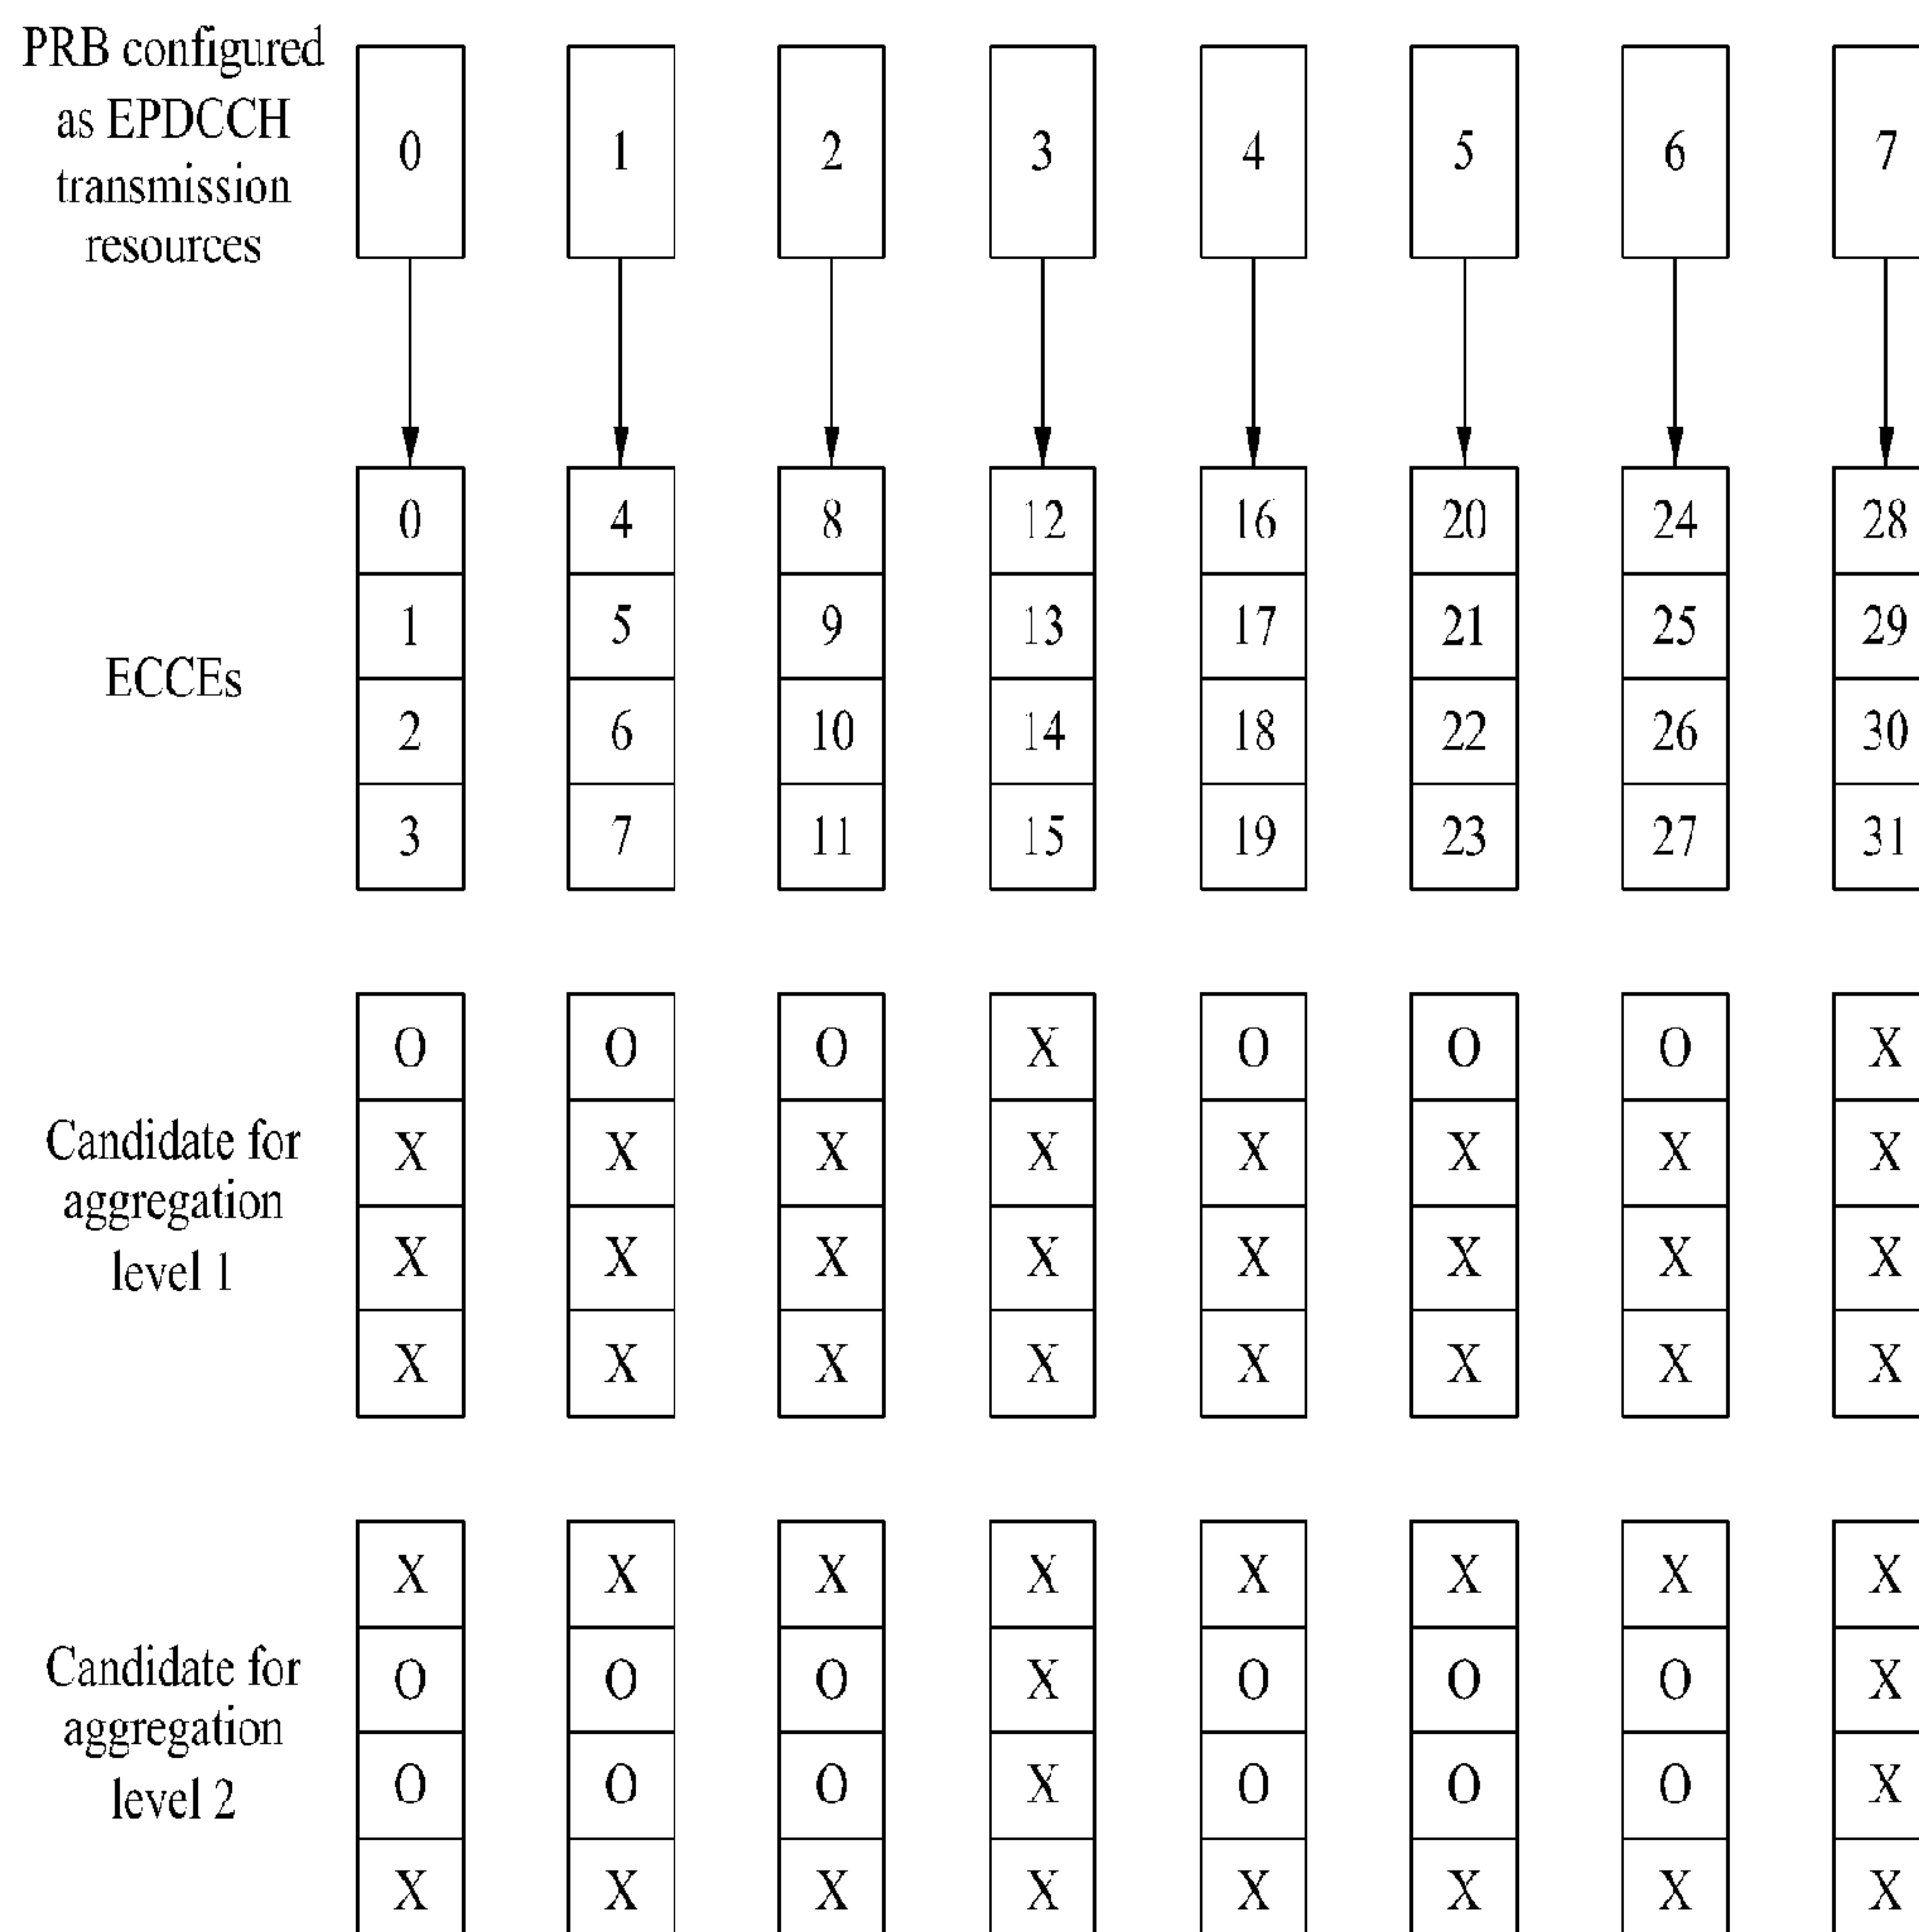 PRB configured
as EPDCCH
transmission
resources
0 1 2 3 4 5 6 7
ECCEs
0 4 8 12 16 20 24 28
1 5 9 13 17 21 25 29
2 6 10 14 18 22 26 30
3 7 11 15 19 23 27 31
Candidate for
aggregation
level 1
O O O X O O O X
X X X X X X X X
X X X X X X X X
X X X X X X X X
Candidate for
aggregation
level 2
X X X X X X X X
O O O X O O O X
O O O X O O O X
X X X X X X X X